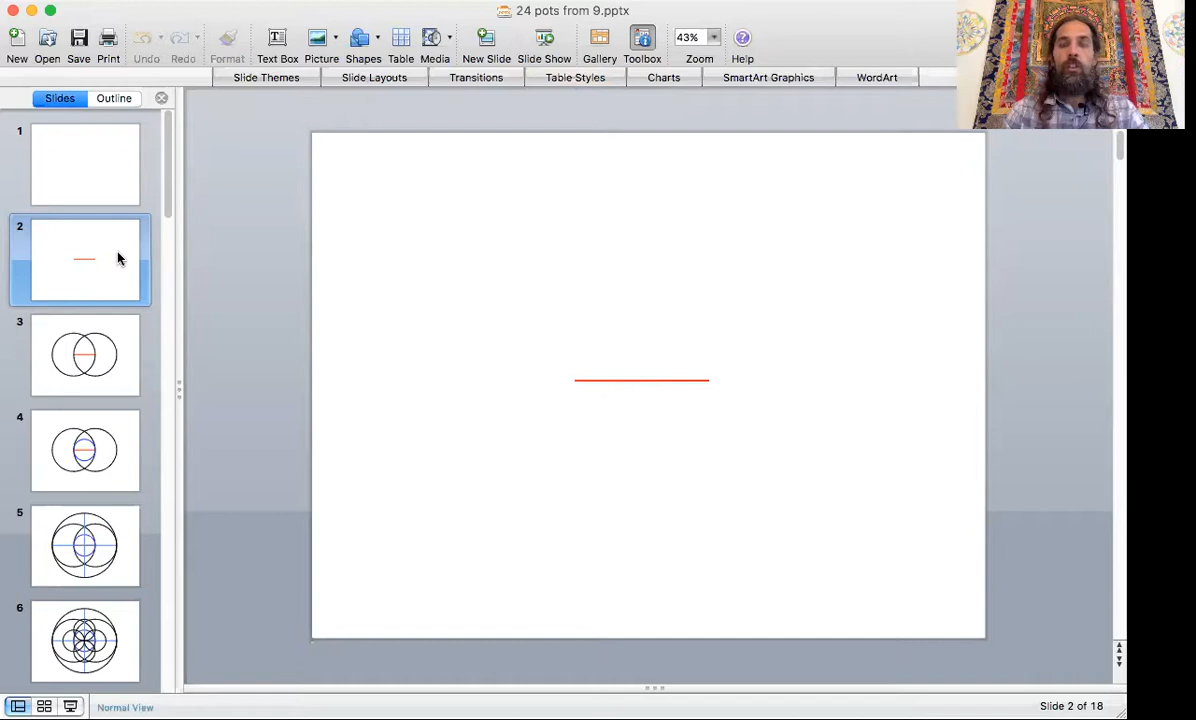 24 pots from 9.pptx
New Open Save Print Undo Redo Format Text Box Picture Shapes Table Media New Slide Slide Show Gallery Toolbox 43% Zoom Help
Slide Themes Slide Layouts Transitions Table Styles Charts SmartArt Graphics WordArt
Slides Outline
1
2
3
4
5
6
Normal View Slide 2 of 18